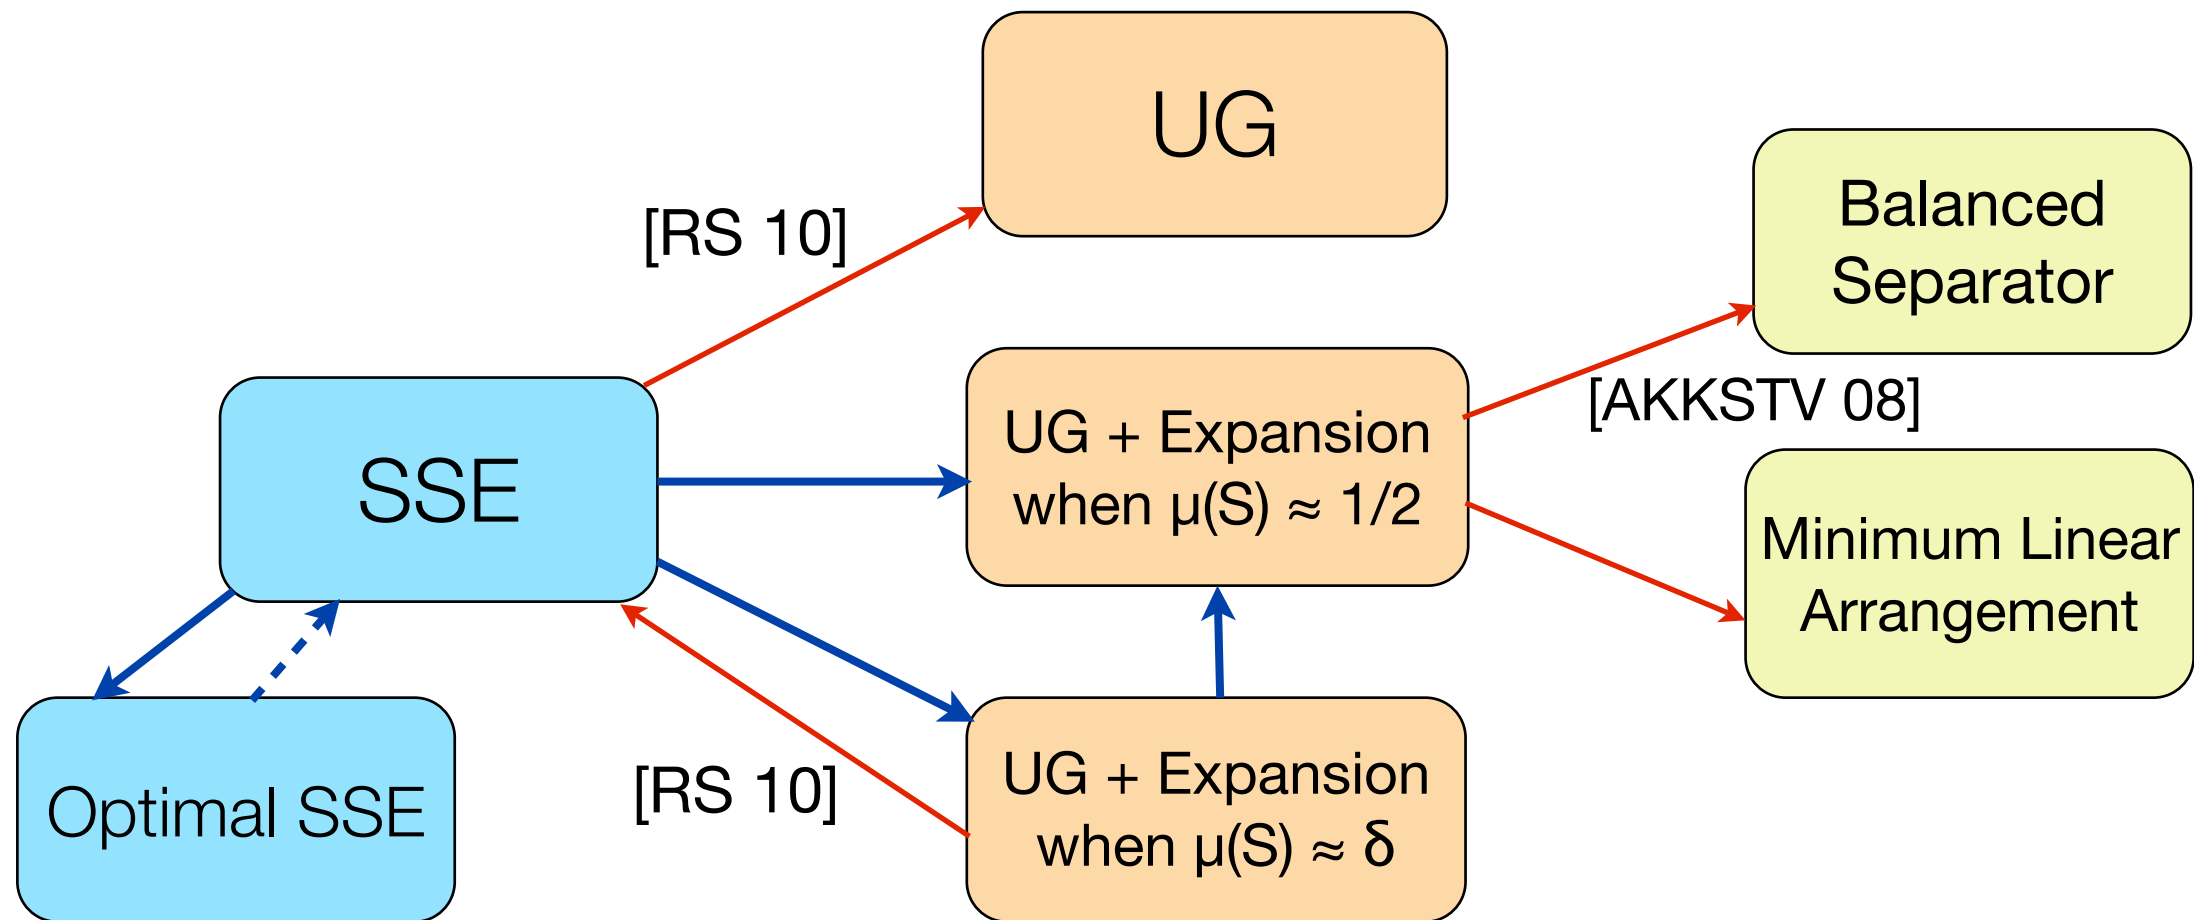 UG
[RS 10]
Balanced
Separator
[AKKSTV 08]
UG + Expansion
when μ(S) ≈ 1/2
SSE
Minimum Linear
Arrangement
[RS 10]
UG + Expansion
when μ(S) ≈ δ
Optimal SSE